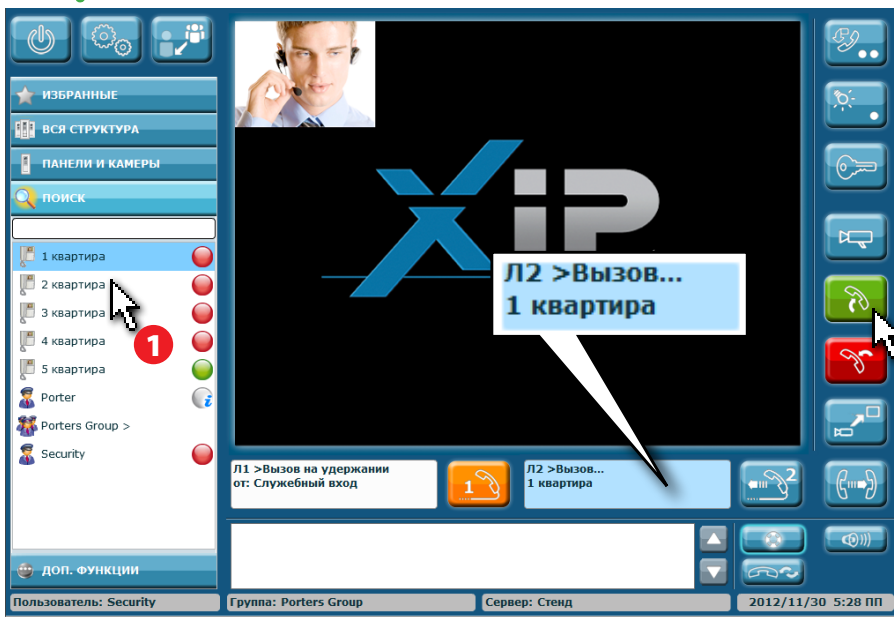 ИЗБРАННЫЕ
ВСЯ СТРУКТУРА
ПАНЕЛИ И КАМЕРЫ
ПОИСК
1 квартира
2 квартира
3 квартира
4 квартира
5 квартира
Porter
Porters Group >
Security
ДОП. ФУНКЦИИ
1
XIP
Л2 >Вызов...
1 квартира
Л1 >Вызов на удержании
от: Служебный вход
1
Л2 >Вызов...
1 квартира
2
Пользователь: Security
Группа: Porters Group
Сервер: Стенд
2012/11/30 5:28 ПП